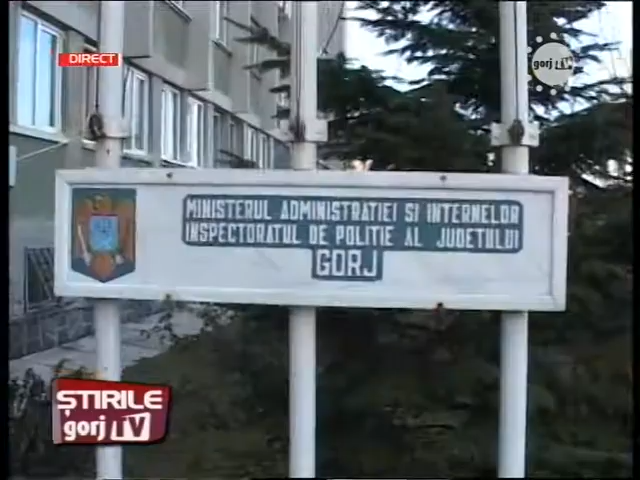 DIRECT
gorj TV
MINISTERUL ADMINISTRATIEI SI INTERNELOR
INSPECTORATUL DE POLITIE AL JUDETULUI
GORJ
ȘTIRILE
gorj TV